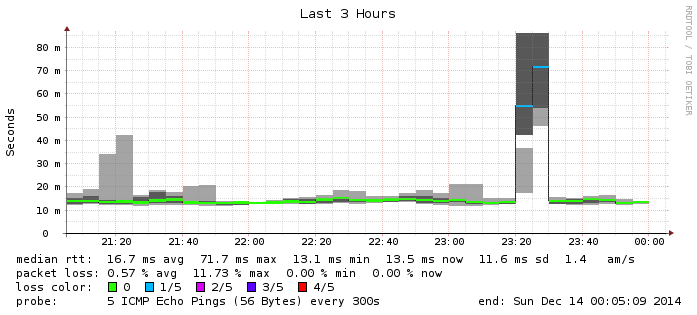 Last 3 Hours
RRDTOOL / TOBI OETIKER
Seconds
80 m
70 m
60 m
50 m
40 m
30 m
20 m
10 m
0
21:20 21:40 22:00 22:20 22:40 23:00 23:20 23:40 00:00
median rtt: 16.7 ms avg 71.7 ms max 13.1 ms min 13.5 ms now 11.6 ms sd 1.4 am/s
packet loss: 0.57 % avg 11.73 % max 0.00 % min 0.00 % now
loss color: 0 1/5 2/5 3/5 4/5
probe: 5 ICMP Echo Pings (56 Bytes) every 300s end: Sun Dec 14 00:05:09 2014